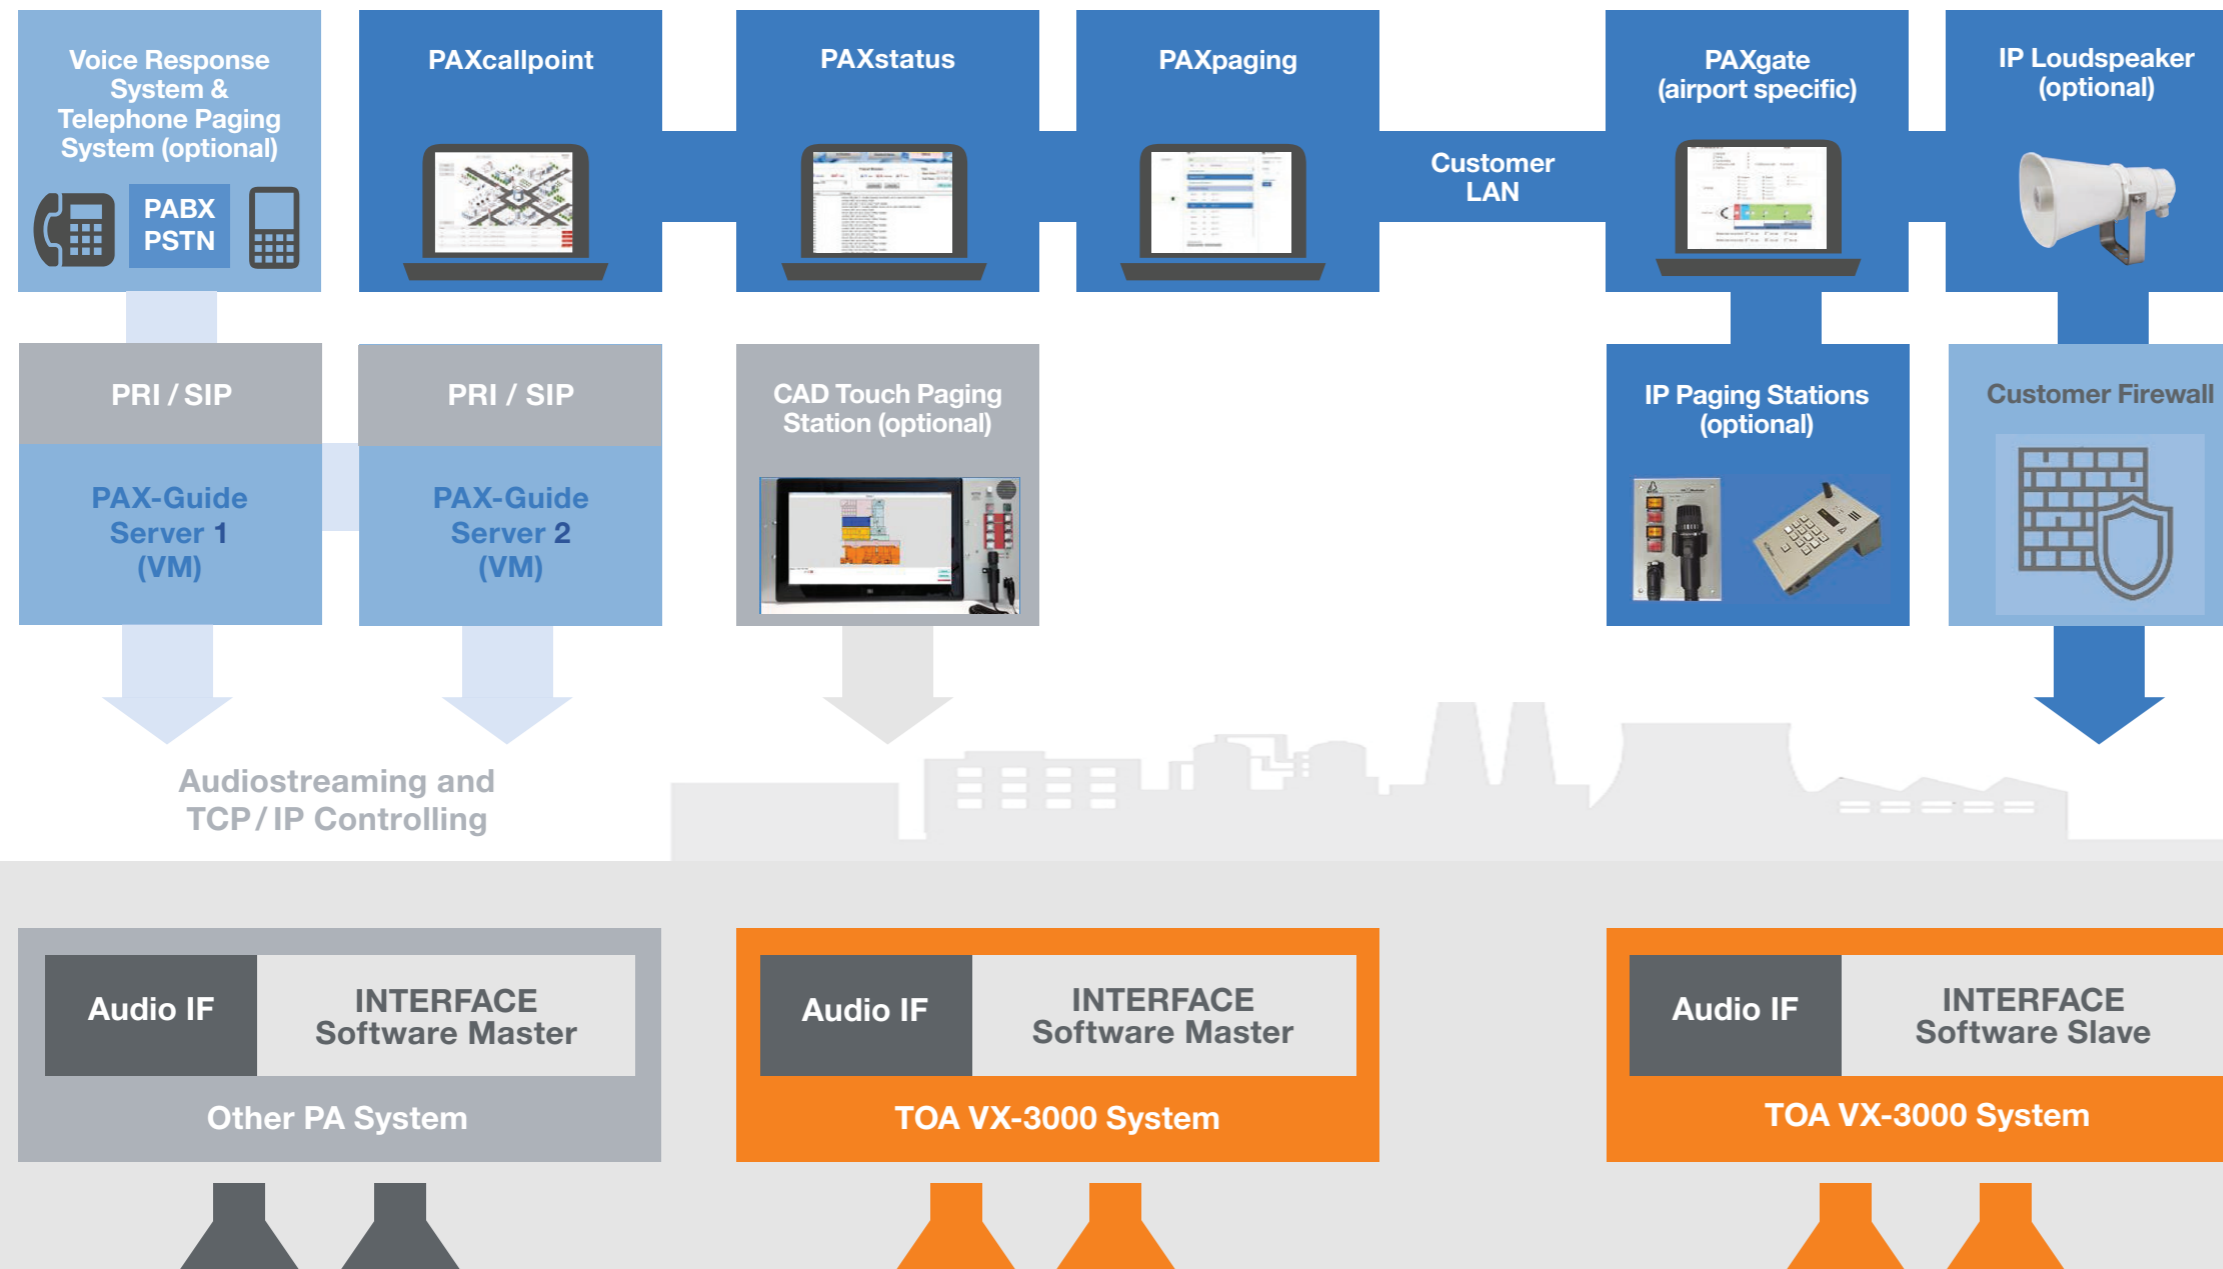 Voice Response
System &
Telephone Paging
System (optional)
PABX
PSTN
PAXcallpoint
PAXstatus
PAXpaging
Customer
LAN
PAXgate
(airport specific)
IP Loudspeaker
(optional)
PRI / SIP
PAX-Guide
Server 1
(VM)
PRI / SIP
PAX-Guide
Server 2
(VM)
CAD Touch Paging
Station (optional)
IP Paging Stations
(optional)
Customer Firewall
Audiostreaming and
TCP / IP Controlling
Audio IF
INTERFACE
Software Master
Other PA System
Audio IF
INTERFACE
Software Master
TOA VX-3000 System
Audio IF
INTERFACE
Software Slave
TOA VX-3000 System